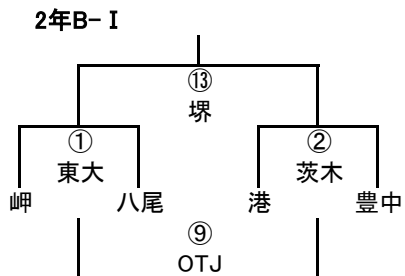 2年B-Ⅰ
⑬
堺
① ②
東大 茨木
岬 八尾 港 豊中
⑨
OTJ